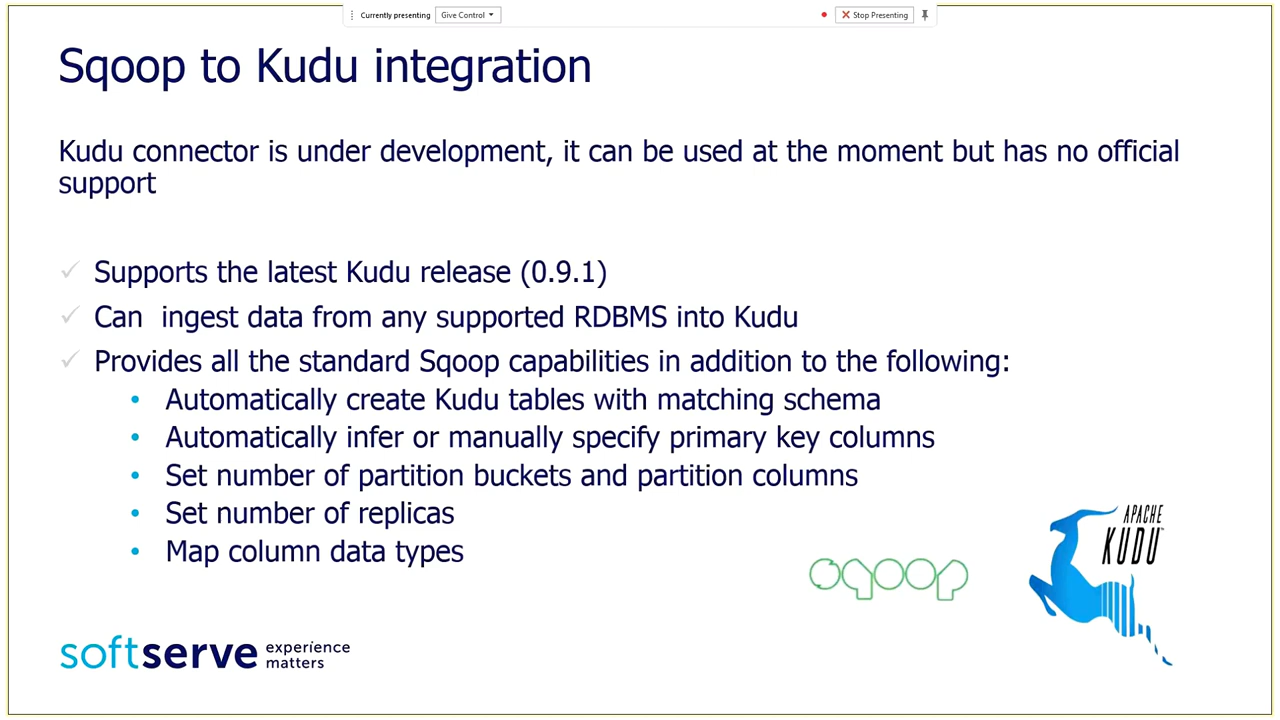 Currently presenting Give Control Stop Presenting
Sqoop to Kudu integration
Kudu connector is under development, it can be used at the moment but has no official
support
Supports the latest Kudu release (0.9.1)
Can  ingest data from any supported RDBMS into Kudu
Provides all the standard Sqoop capabilities in addition to the following:
Automatically create Kudu tables with matching schema
Automatically infer or manually specify primary key columns
Set number of partition buckets and partition columns
Set number of replicas
Map column data types
APACHE
KUDU™
sqoop
softserve experience
matters